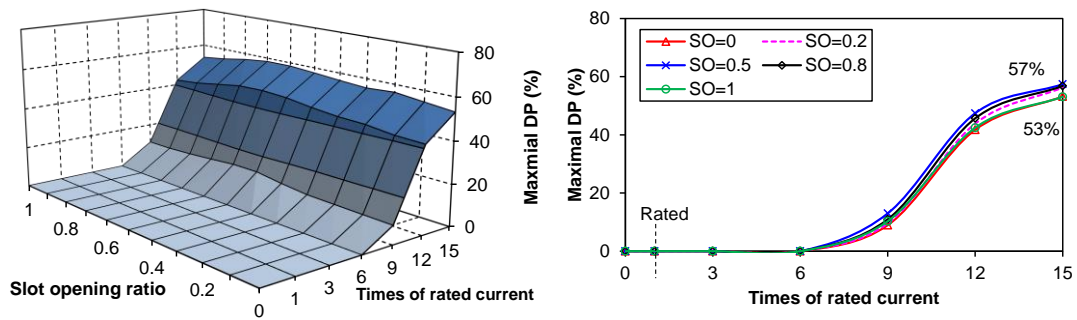 80
60
40
20
0
Maxmial DP (%)
1
0.8
0.6
0.4
0.2
0
Slot opening ratio
0
1
3
6
9
12
15
Times of rated current
80
60
40
20
0
Maximal DP (%)
SO=0
SO=0.2
SO=0.5
SO=0.8
SO=1
57%
53%
Rated
0
1
3
6
9
12
15
Times of rated current